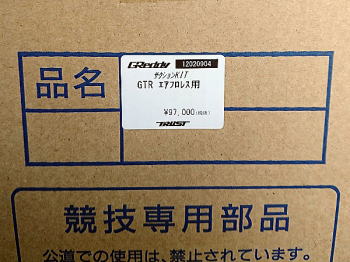 GReddy 12020904
サクションKIT
GTR エアフロレス用
¥97,000(税抜)
TRUST
品名
競技専用部品
公道での使用は、禁止されています。